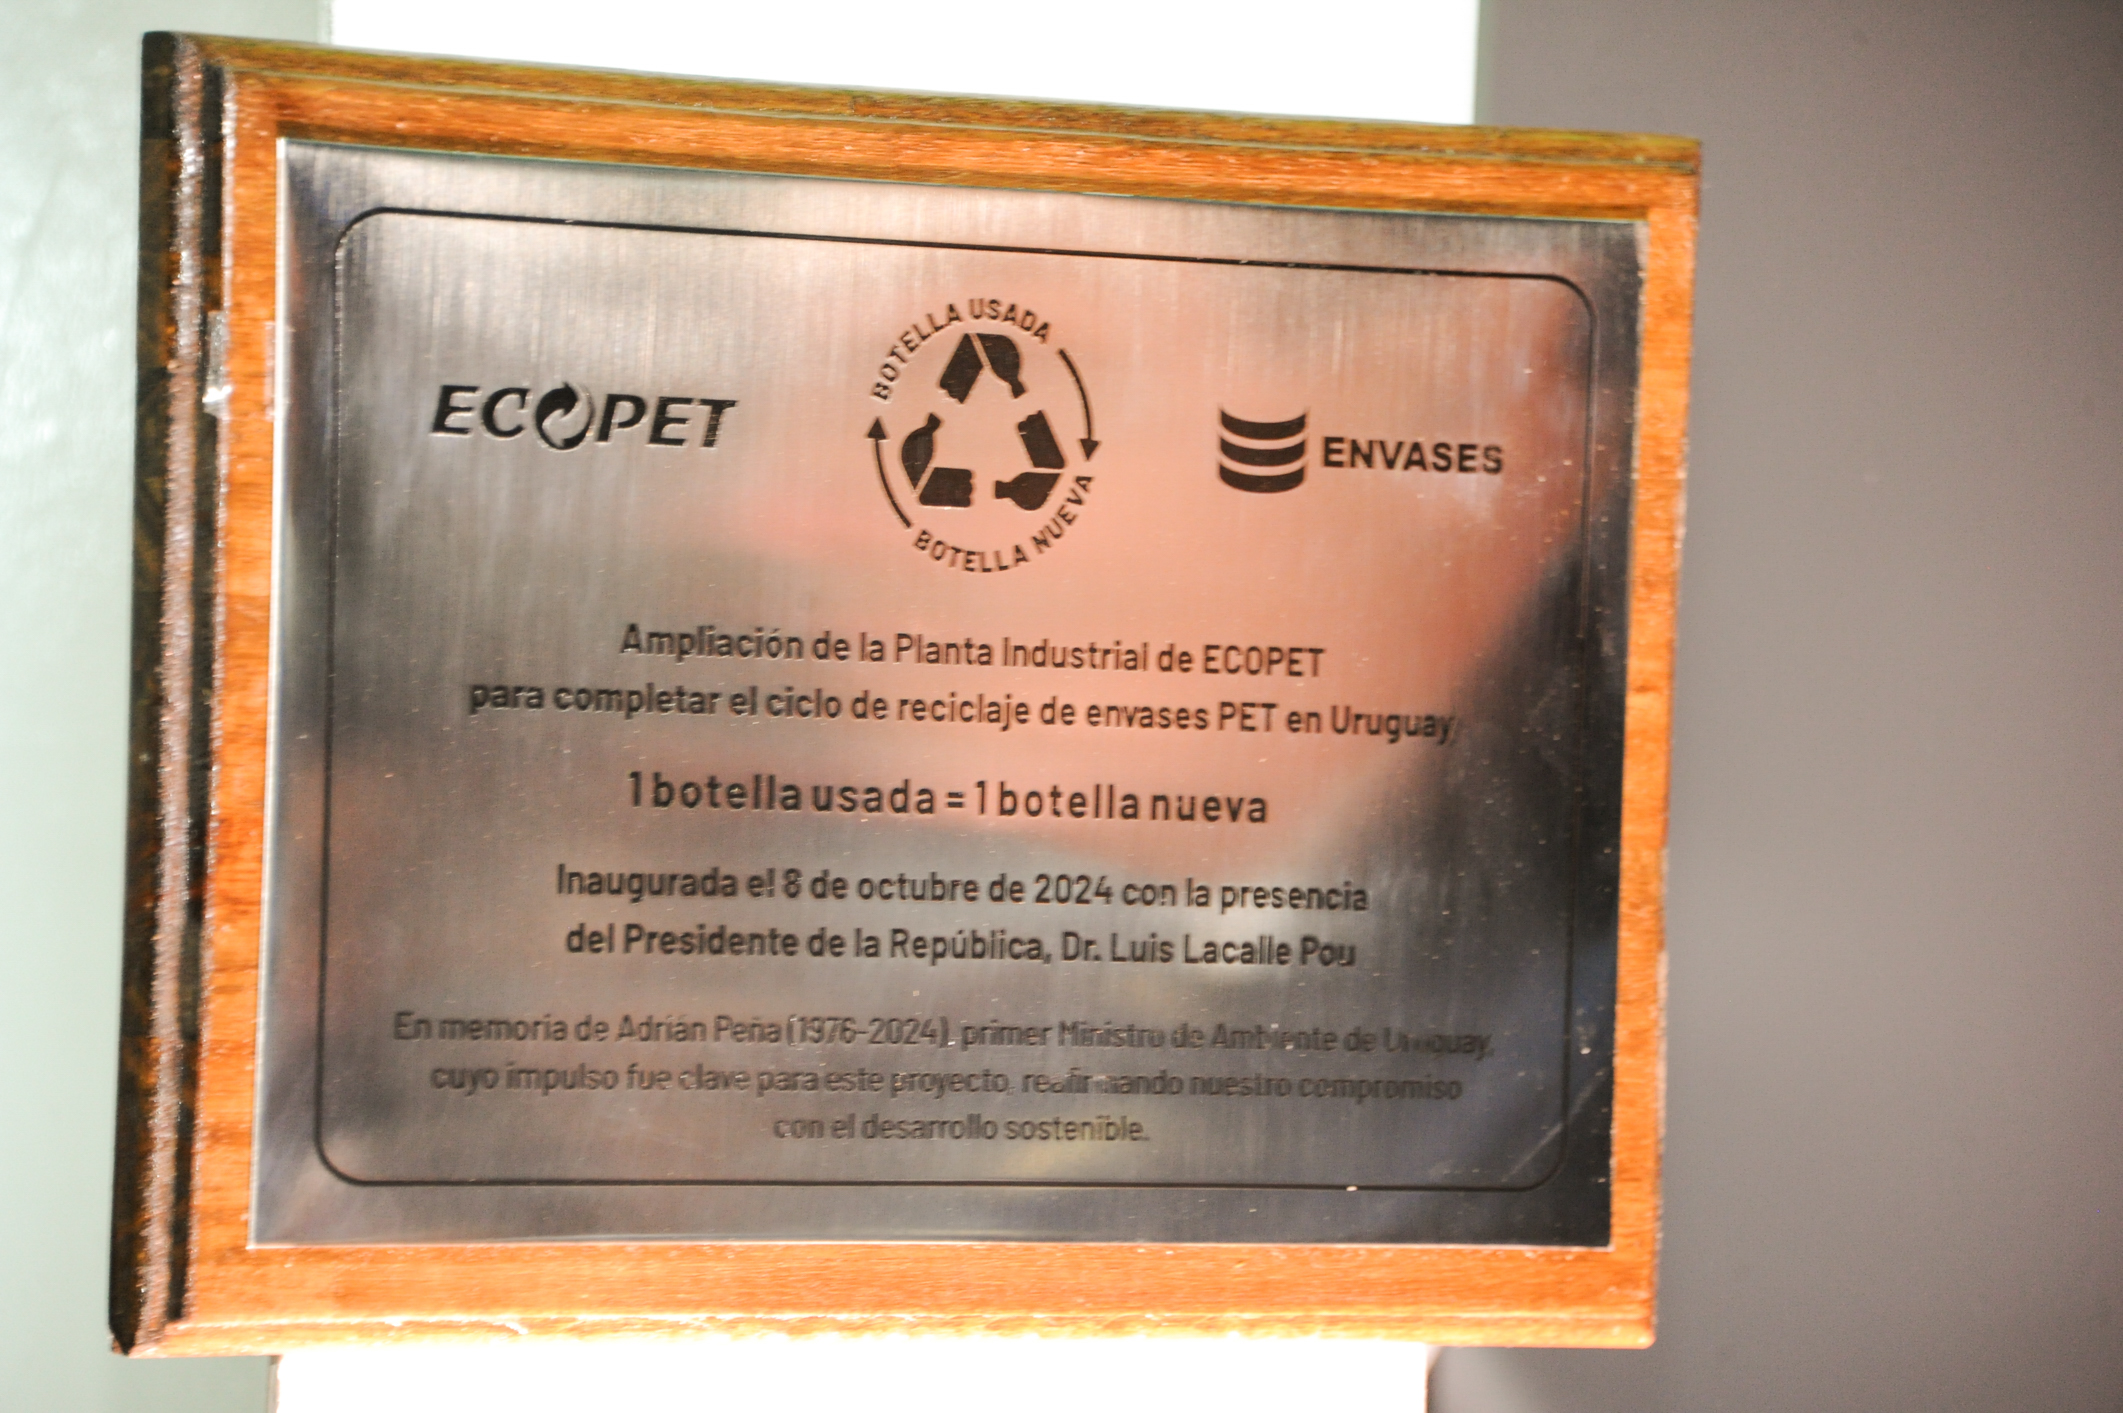 BOTELLA USADA
ECOPET
ENVASES
BOTELLA NUEVA
Ampliación de la Planta Industrial de ECOPET
para completar el ciclo de reciclaje de envases PET en Uruguay,
1 botella usada = 1 botella nueva
Inaugurada el 8 de octubre de 2024 con la presencia
del Presidente de la República, Dr. Luis Lacalle Pou
En memoria de Adrián Peña (1976-2024), primer Ministro de Ambiente de Uruguay,
cuyo impulso fue clave para este proyecto, reafirmando nuestro compromiso
con el desarrollo sostenible.